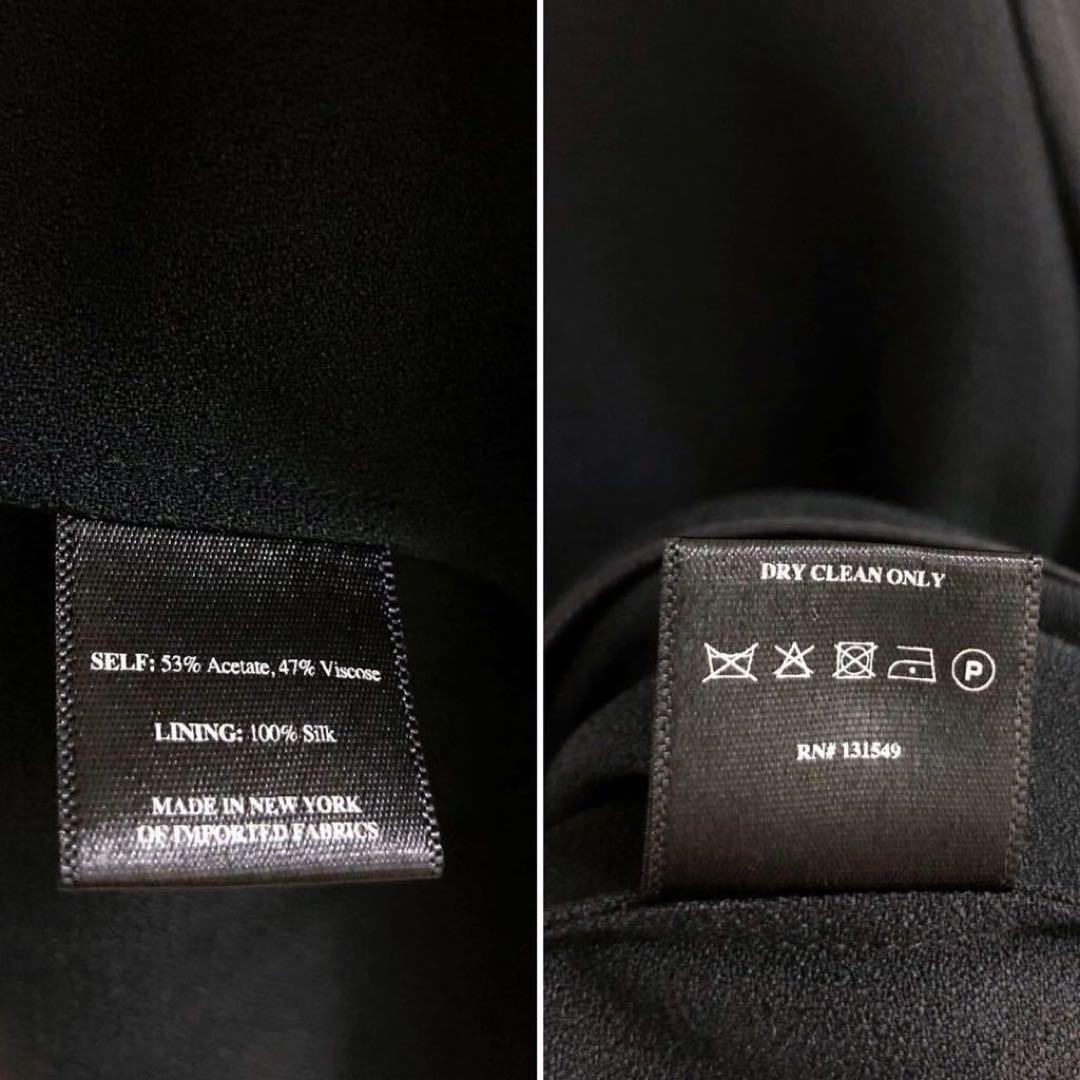 SELF: 53% Acetate, 47% Viscose
LINING: 100% Silk
MADE IN NEW YORK
OF IMPORTED FABRICS
DRY CLEAN ONLY
P
RN# 131549